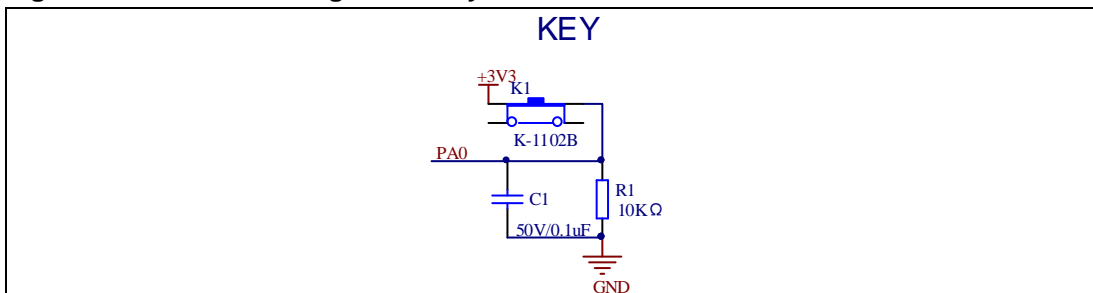 KEY
+3V3
K1
K-1102B
PA0
C1
R1
10KΩ
50V/0.1uF
GND